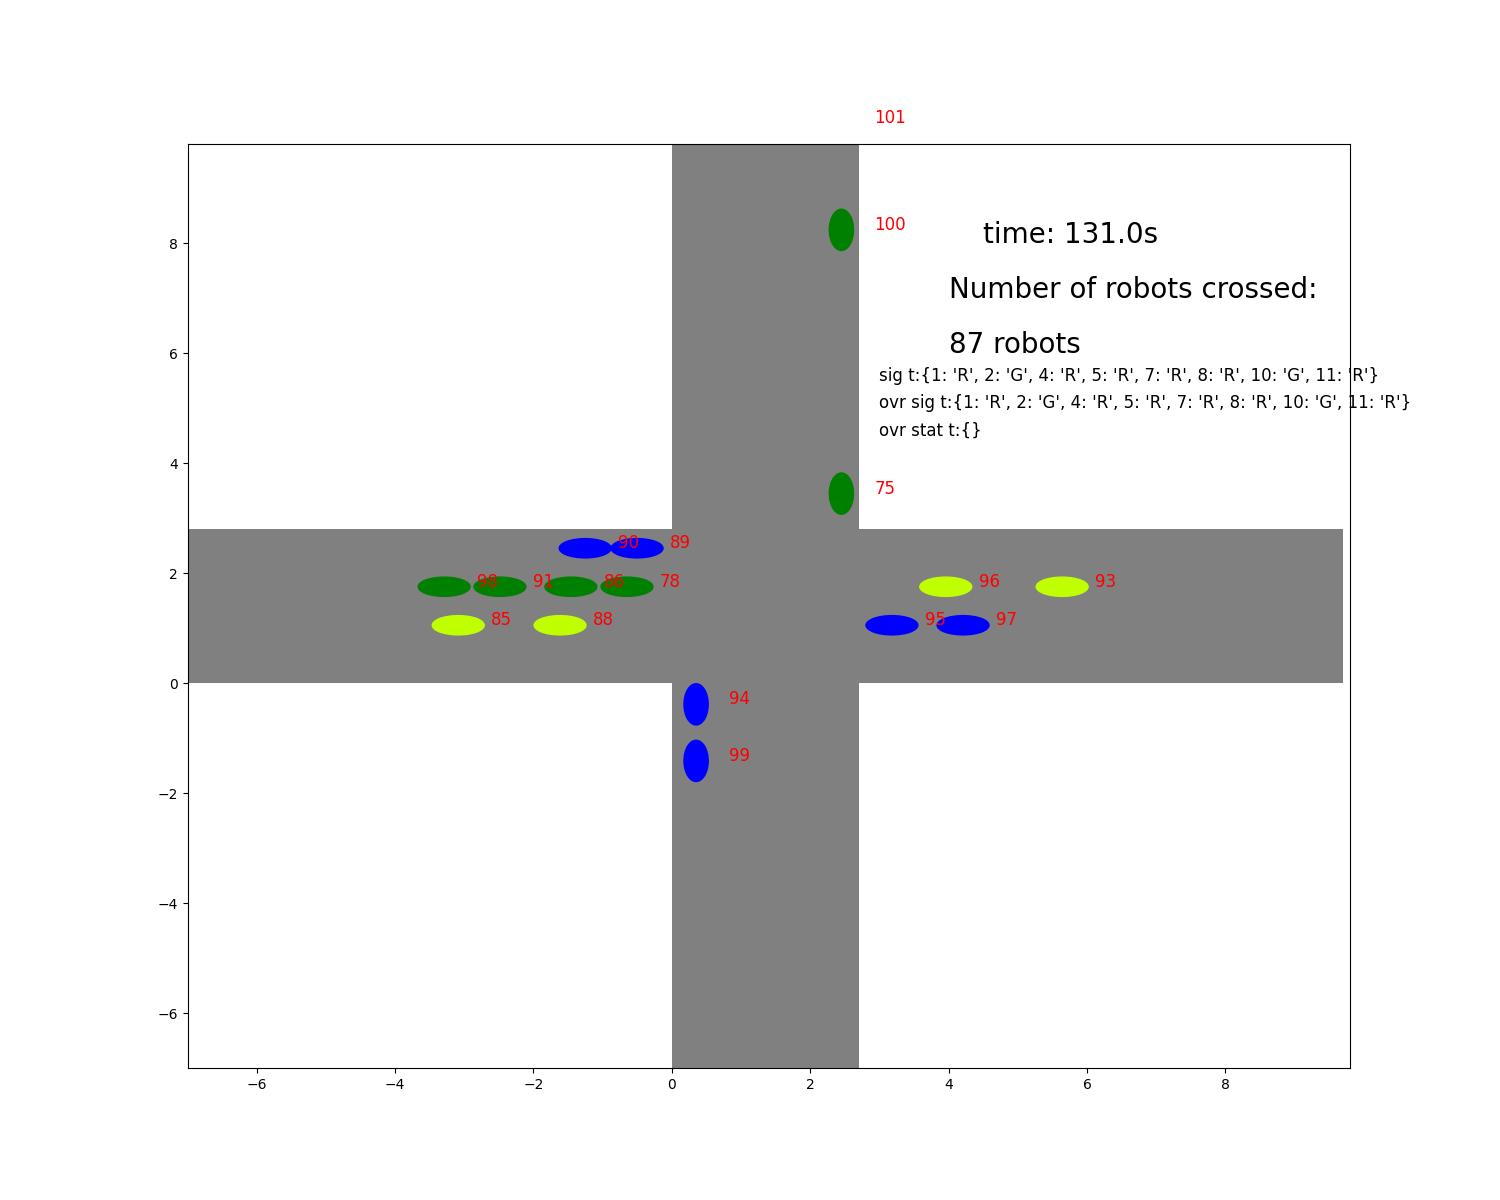 101
8
100
time: 131.0s
Number of robots crossed:
6
87 robots
sig t:{1: 'R', 2: 'G', 4: 'R', 5: 'R', 7: 'R', 8: 'R', 10: 'G', 11: 'R'}
ovr sig t:{1: 'R', 2: 'G', 4: 'R', 5: 'R', 7: 'R', 8: 'R', 10: 'G', 11: 'R'}
ovr stat t:{}
4
75
90 89
2
98 91 86 78 96 93
85 88 95 97
0
94
99
−2
−4
−6
−6 −4 −2 0 2 4 6 8